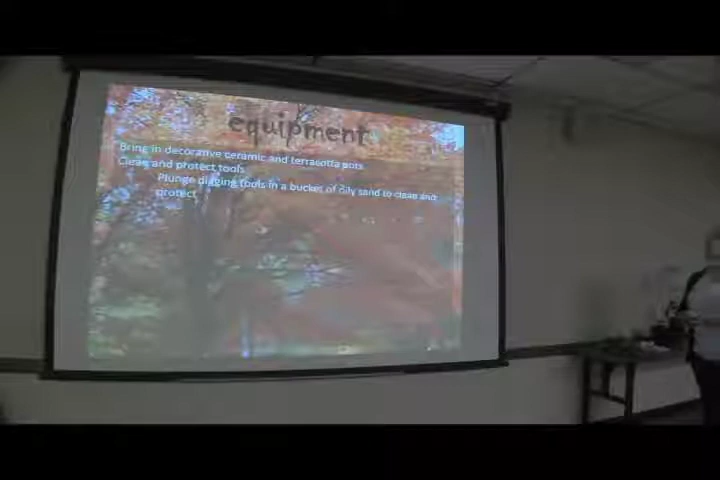 equipment
Bring in decorative ceramic and terracotta pots
Clean and protect tools
Plunge digging tools in a bucket of oily sand to clean and
protect